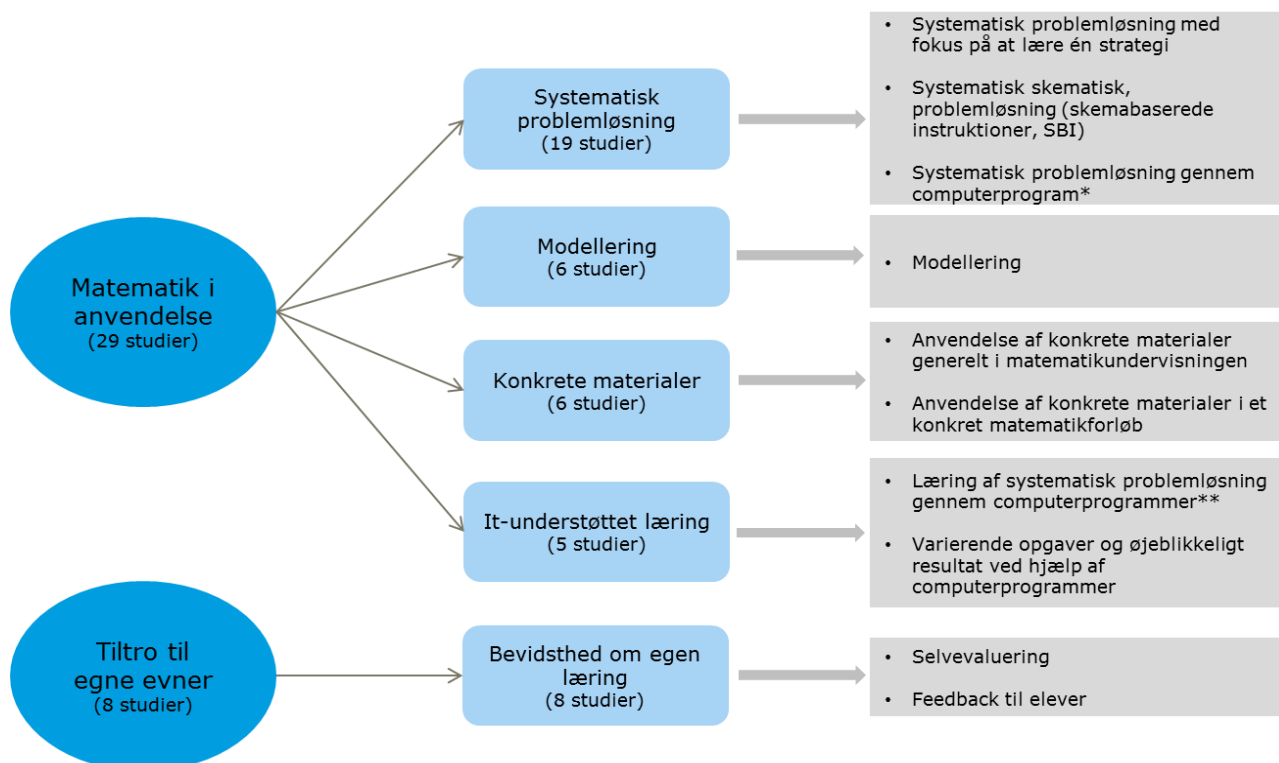 Matematik i
anvendelse
(29 studier)
Systematisk
problemløsning
(19 studier)
• Systematisk problemløsning med
fokus på at lære én strategi
• Systematisk skematisk,
problemløsning (skemabaserede
instruktioner, SBI)
• Systematisk problemløsning gennem
computerprogram*
Modellering
(6 studier)
• Modellering
Konkrete materialer
(6 studier)
• Anvendelse af konkrete materialer
generelt i matematikundervisningen
• Anvendelse af konkrete materialer i et
konkret matematikforløb
It-understøttet læring
(5 studier)
• Læring af systematisk problemløsning
gennem computerprogrammer**
• Varierende opgaver og øjeblikkeligt
resultat ved hjælp af
computerprogrammer
Tiltro til
egne evner
(8 studier)
Bevidsthed om egen
læring
(8 studier)
• Selvevaluering
• Feedback til elever